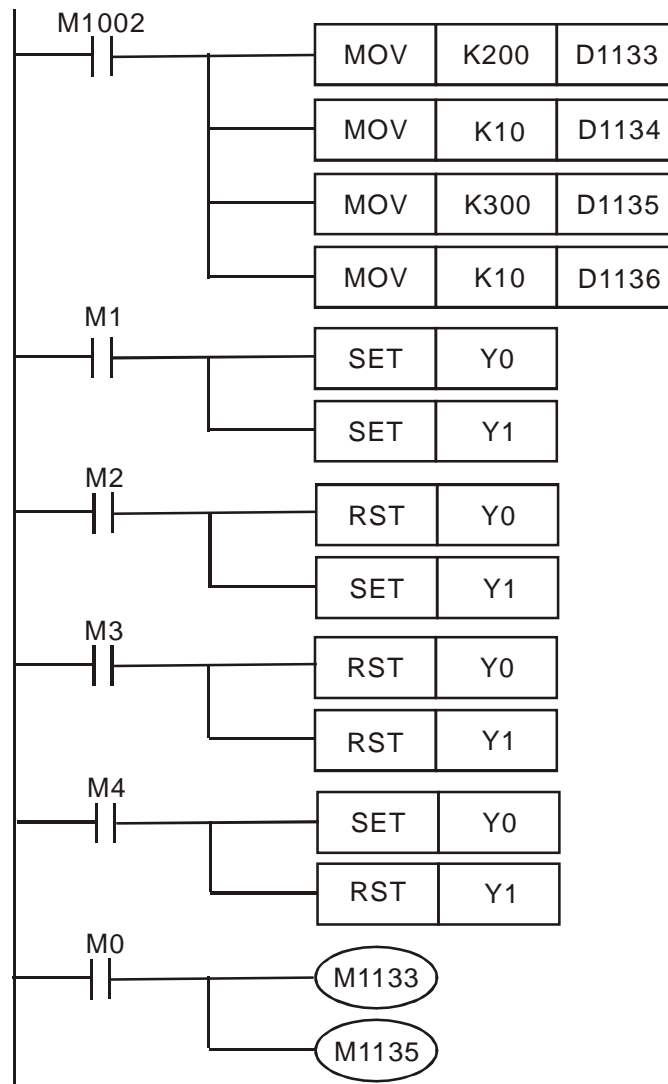 M1002
MOV K200 D1133
MOV K10 D1134
MOV K300 D1135
MOV K10 D1136
M1
SET Y0
SET Y1
M2
RST Y0
SET Y1
M3
RST Y0
RST Y1
M4
SET Y0
RST Y1
M0
M1133
M1135